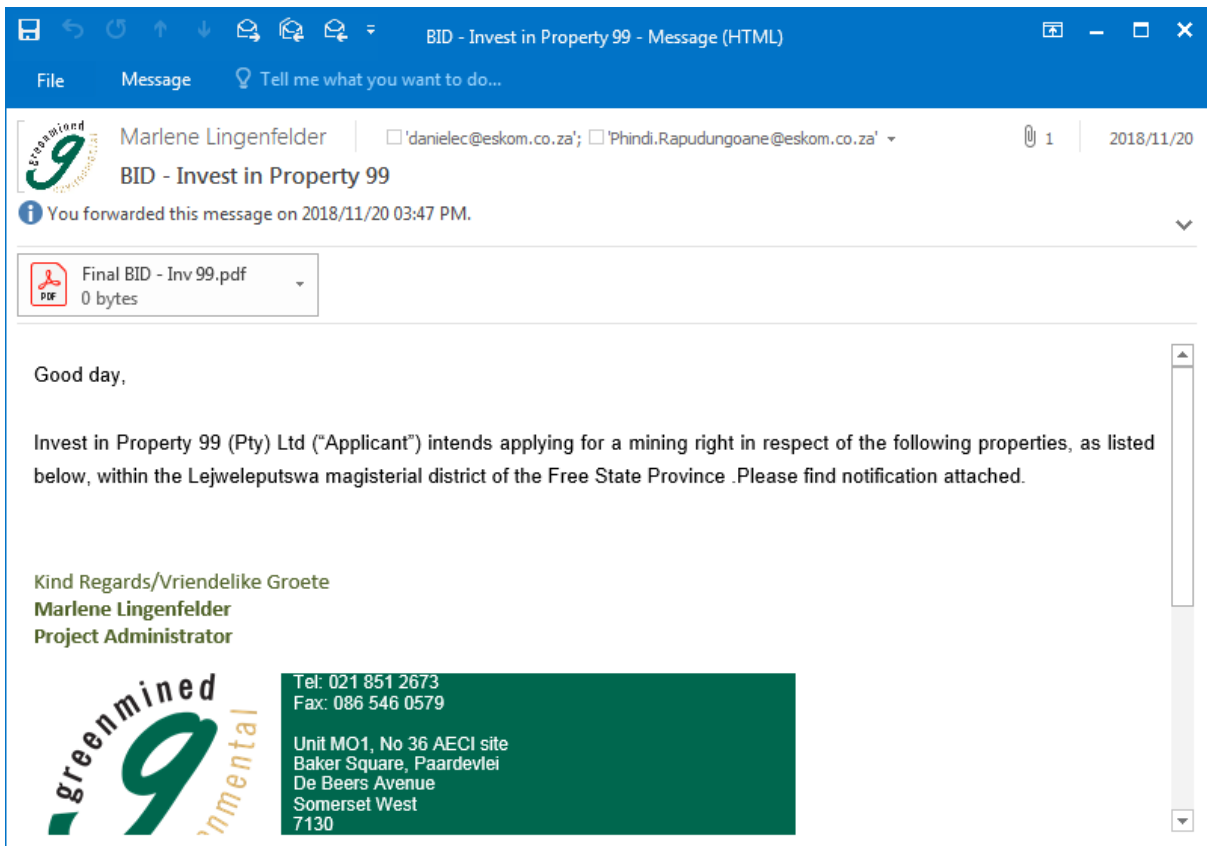 BID - Invest in Property 99 - Message (HTML)
File Message Tell me what you want to do...
greenmined
Marlene Lingenfelder 'danielec@eskom.co.za'; 'Phindi.Rapudungoane@eskom.co.za' 1 2018/11/20
BID - Invest in Property 99
You forwarded this message on 2018/11/20 03:47 PM.
Final BID - Inv 99.pdf
PDF
0 bytes
Good day,
Invest in Property 99 (Pty) Ltd (“Applicant”) intends applying for a mining right in respect of the following properties, as listed
below, within the Lejweleputswa magisterial district of the Free State Province .Please find notification attached.
Kind Regards/Vriendelike Groete
Marlene Lingenfelder
Project Administrator
greenmined
Tel: 021 851 2673
Fax: 086 546 0579
Unit MO1, No 36 AECI site
Baker Square, Paardevlei
De Beers Avenue
Somerset West
7130